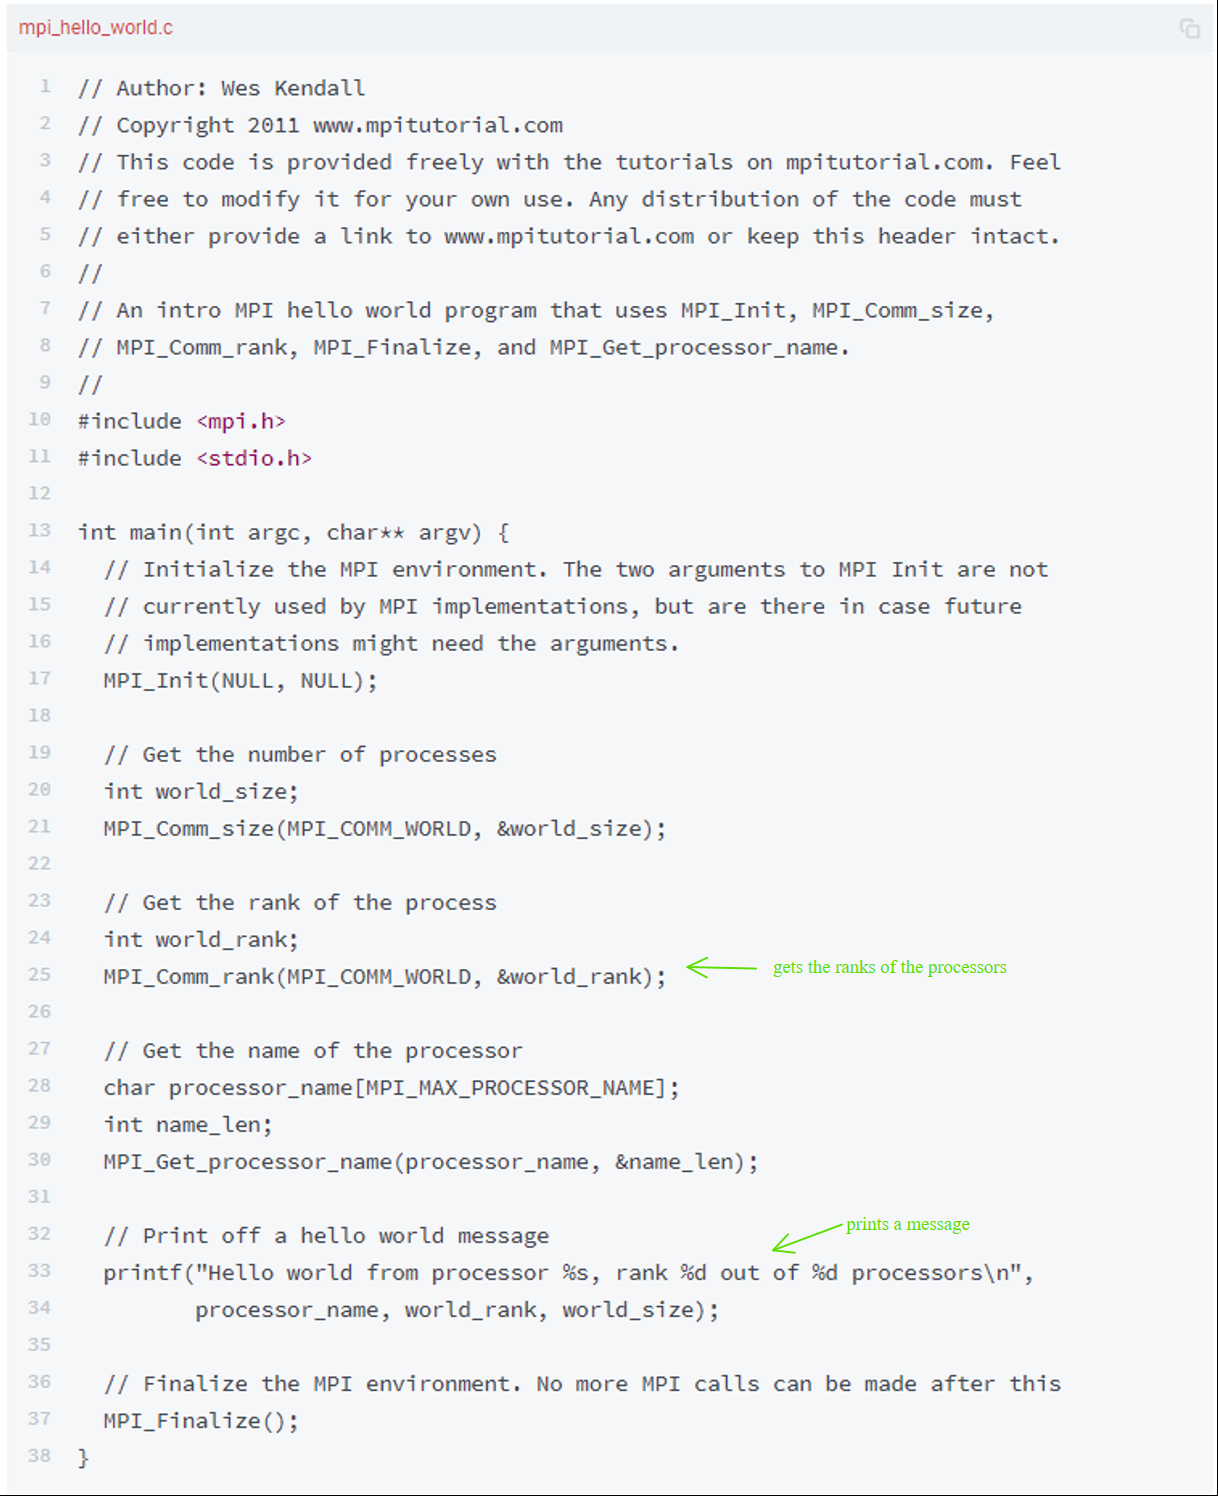 mpi_hello_world.c
1 // Author: Wes Kendall
2 // Copyright 2011 www.mpitutorial.com
3 // This code is provided freely with the tutorials on mpitutorial.com. Feel
4 // free to modify it for your own use. Any distribution of the code must
5 // either provide a link to www.mpitutorial.com or keep this header intact.
6 //
7 // An intro MPI hello world program that uses MPI_Init, MPI_Comm_size,
8 // MPI_Comm_rank, MPI_Finalize, and MPI_Get_processor_name.
9 //
10 #include <mpi.h>
11 #include <stdio.h>
12
13 int main(int argc, char** argv) {
14   // Initialize the MPI environment. The two arguments to MPI Init are not
15   // currently used by MPI implementations, but are there in case future
16   // implementations might need the arguments.
17   MPI_Init(NULL, NULL);
18
19   // Get the number of processes
20   int world_size;
21   MPI_Comm_size(MPI_COMM_WORLD, &world_size);
22
23   // Get the rank of the process
24   int world_rank;
25   MPI_Comm_rank(MPI_COMM_WORLD, &world_rank); gets the ranks of the processors
26
27   // Get the name of the processor
28   char processor_name[MPI_MAX_PROCESSOR_NAME];
29   int name_len;
30   MPI_Get_processor_name(processor_name, &name_len);
31
prints a message
32   // Print off a hello world message
33   printf("Hello world from processor %s, rank %d out of %d processors\n",
34          processor_name, world_rank, world_size);
35
36   // Finalize the MPI environment. No more MPI calls can be made after this
37   MPI_Finalize();
38 }